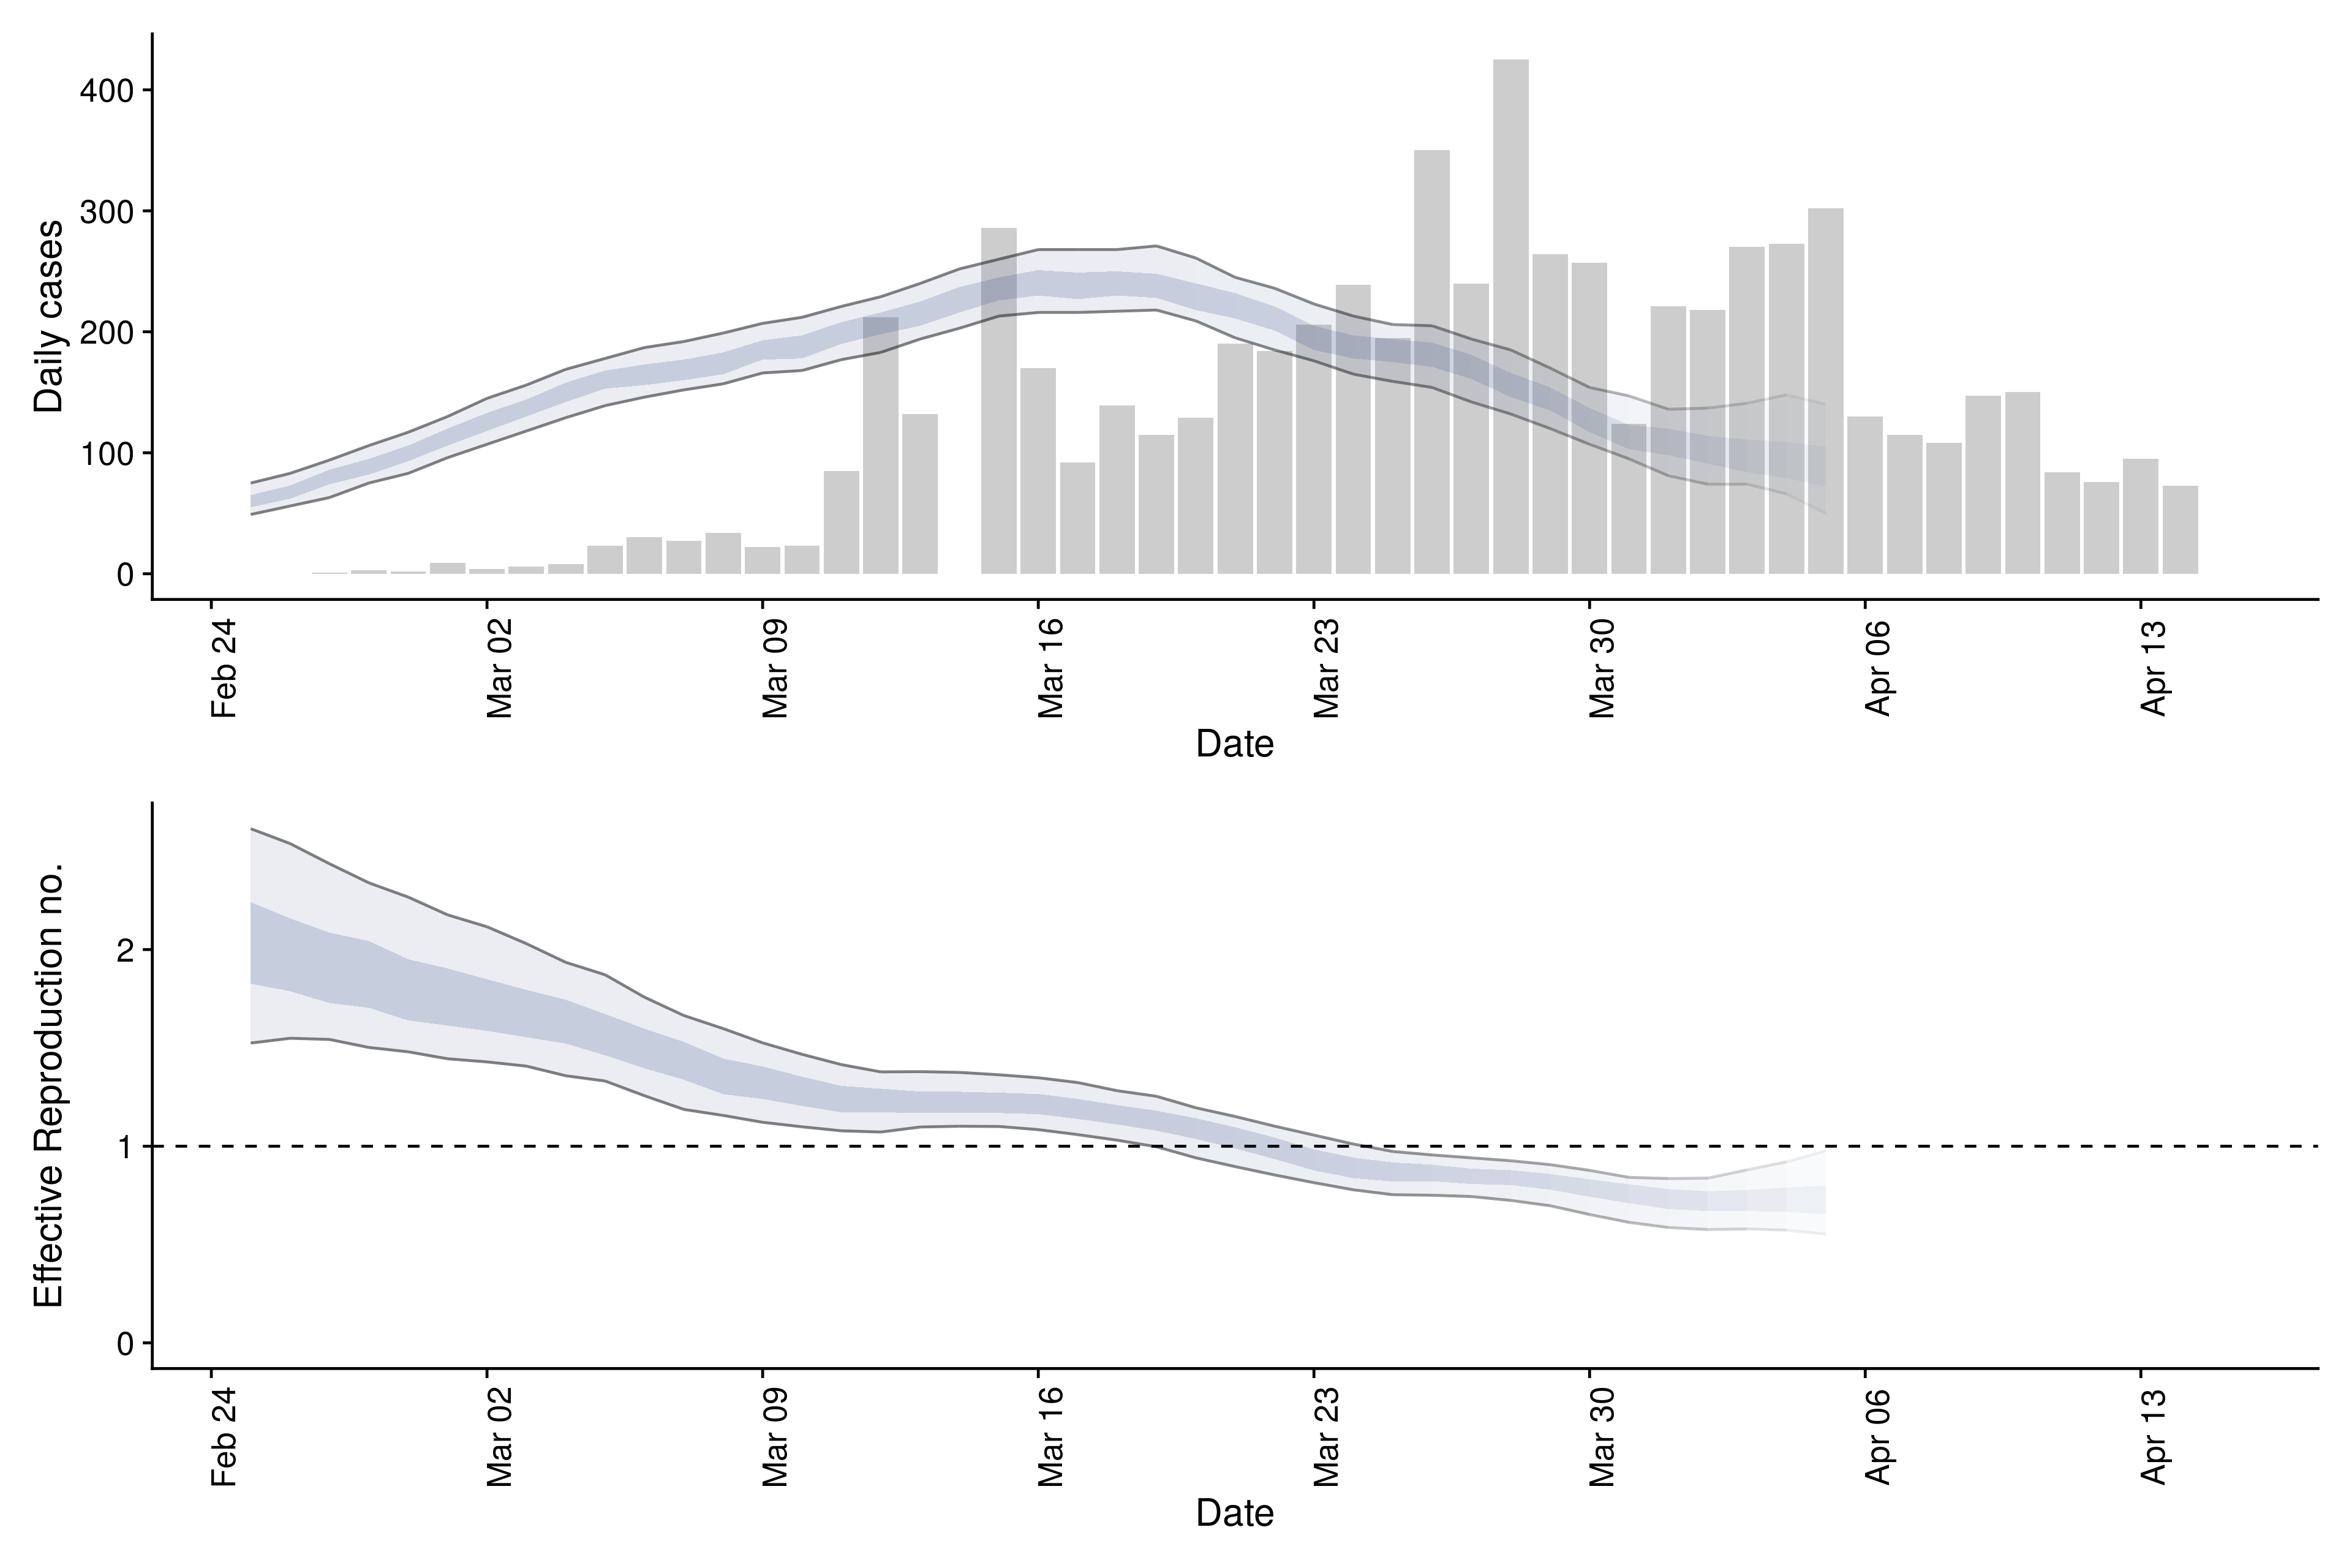 Daily cases
400
300
200
100
0
Feb 24
Mar 02
Mar 09
Mar 16
Mar 23
Mar 30
Apr 06
Apr 13
Date
Effective Reproduction no.
2
1
0
Feb 24
Mar 02
Mar 09
Mar 16
Mar 23
Mar 30
Apr 06
Apr 13
Date